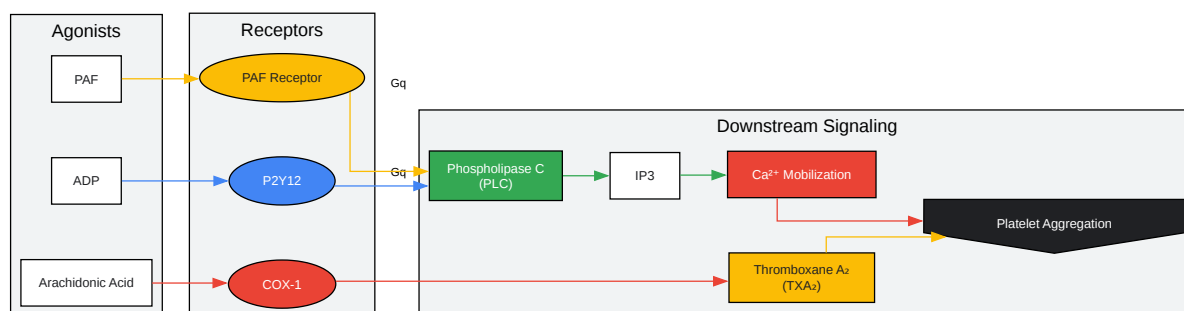 Agonists
Receptors
PAF
PAF Receptor
Gq
Downstream Signaling
ADP
P2Y12
Gq
Phospholipase C
(PLC)
IP3
Ca²⁺ Mobilization
Platelet Aggregation
Arachidonic Acid
COX-1
Thromboxane A₂
(TXA₂)